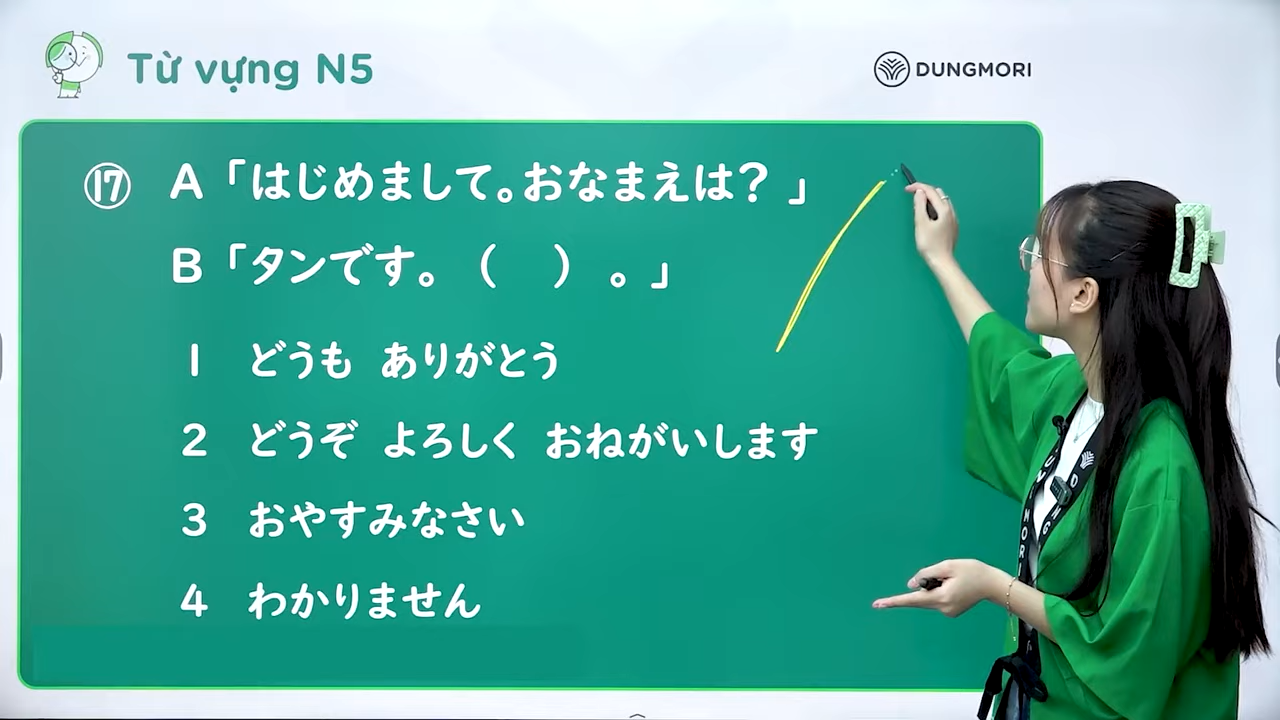 Từ vựng N5
DUNGMORI
⑰ A「はじめまして。おなまえは？」
B「タンです。（　）。」
1 どうも ありがとう
2 どうぞ よろしく おねがいします
3 おやすみなさい
4 わかりません